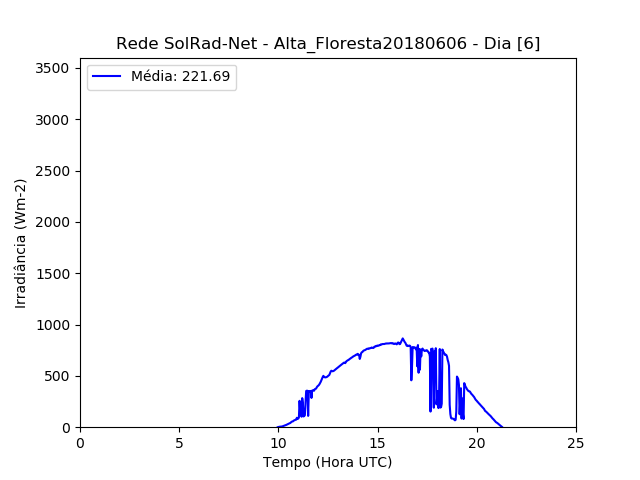 Rede SolRad-Net - Alta_Floresta20180606 - Dia [6]
Média: 221.69
3500
3000
2500
2000
1500
1000
500
0
Irradiância (Wm-2)
0 5 10 15 20 25
Tempo (Hora UTC)